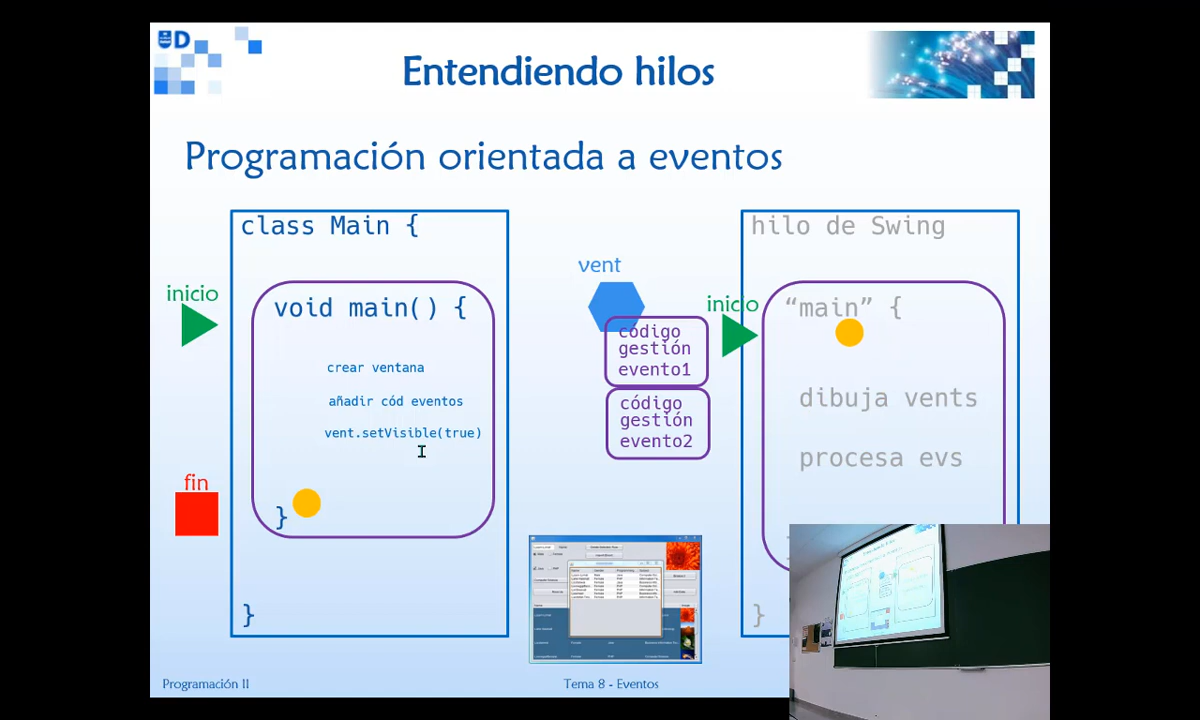 UD
Entendiendo hilos
Programación orientada a eventos
class Main {
inicio
void main() {
crear ventana
añadir cód eventos
vent.setVisible(true)
fin
}
}
vent
código
gestión
evento1
código
gestión
evento2
hilo de Swing
inicio
“main” {
dibuja vents
procesa evs
}
Programación II
Tema 8 - Eventos